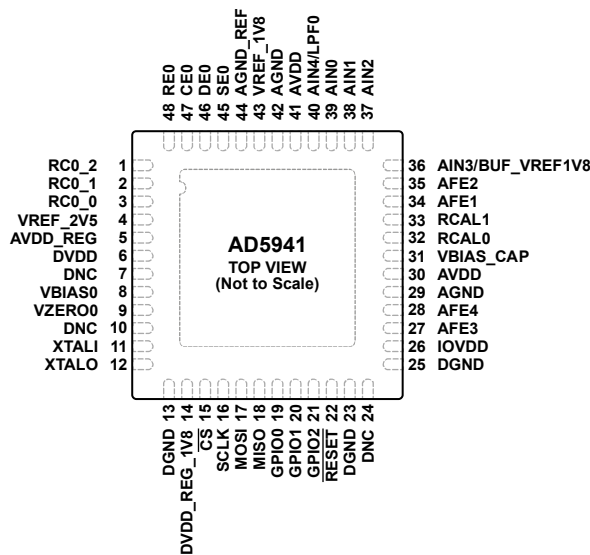 48 RE0
47 CE0
46 DE0
45 SE0
44 AGND_REF
43 VREF_1V8
42 AGND
41 AVDD
40 AIN4/LPF0
39 AIN0
38 AIN1
37 AIN2
RC0_2 1
RC0_1 2
RC0_0 3
VREF_2V5 4
AVDD_REG 5
DVDD 6
DNC 7
VBIAS0 8
VZERO0 9
DNC 10
XTALI 11
XTALO 12
AD5941
TOP VIEW
(Not to Scale)
36 AIN3/BUF_VREF1V8
35 AFE2
34 AFE1
33 RCAL1
32 RCAL0
31 VBIAS_CAP
30 AVDD
29 AGND
28 AFE4
27 AFE3
26 IOVDD
25 DGND
DGND 13
DVDD_REG_1V8 14
CS 15
SCLK 16
MOSI 17
MISO 18
GPIO0 19
GPIO1 20
GPIO2 21
RESET 22
DGND 23
DNC 24